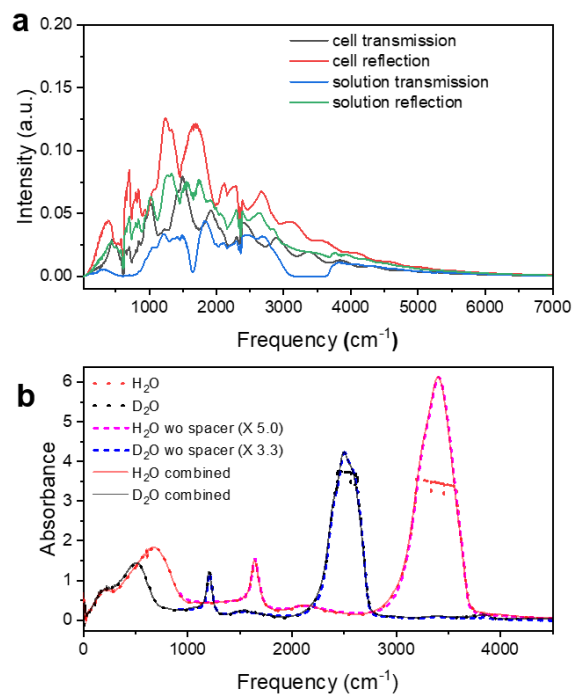 a
0.20
0.15
0.10
0.05
0.00
Intensity (a.u.)
cell transmission
cell reflection
solution transmission
solution reflection
1000 2000 3000 4000 5000 6000 7000
Frequency (cm⁻¹)
b
6
5
4
3
2
1
0
Absorbance
H₂O
D₂O
H₂O wo spacer (X 5.0)
D₂O wo spacer (X 3.3)
H₂O combined
D₂O combined
0 1000 2000 3000 4000
Frequency (cm⁻¹)